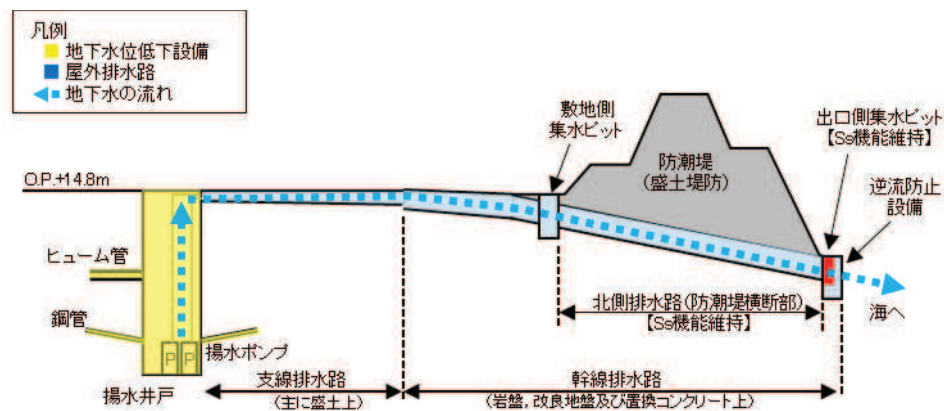 凡例
地下水位低下設備
屋外排水路
地下水の流れ
敷地側
集水ピット
出口側集水ピット
【Ss機能維持】
防潮堤
(盛土堤防)
逆流防止
設備
O.P.+14.8m
ヒューム管
鋼管
P P
揚水ポンプ
揚水井戸
北側排水路(防潮堤横断部)
【Ss機能維持】
海へ
支線排水路
(主に盛土上)
幹線排水路
(岩盤，改良地盤及び置換コンクリート上)